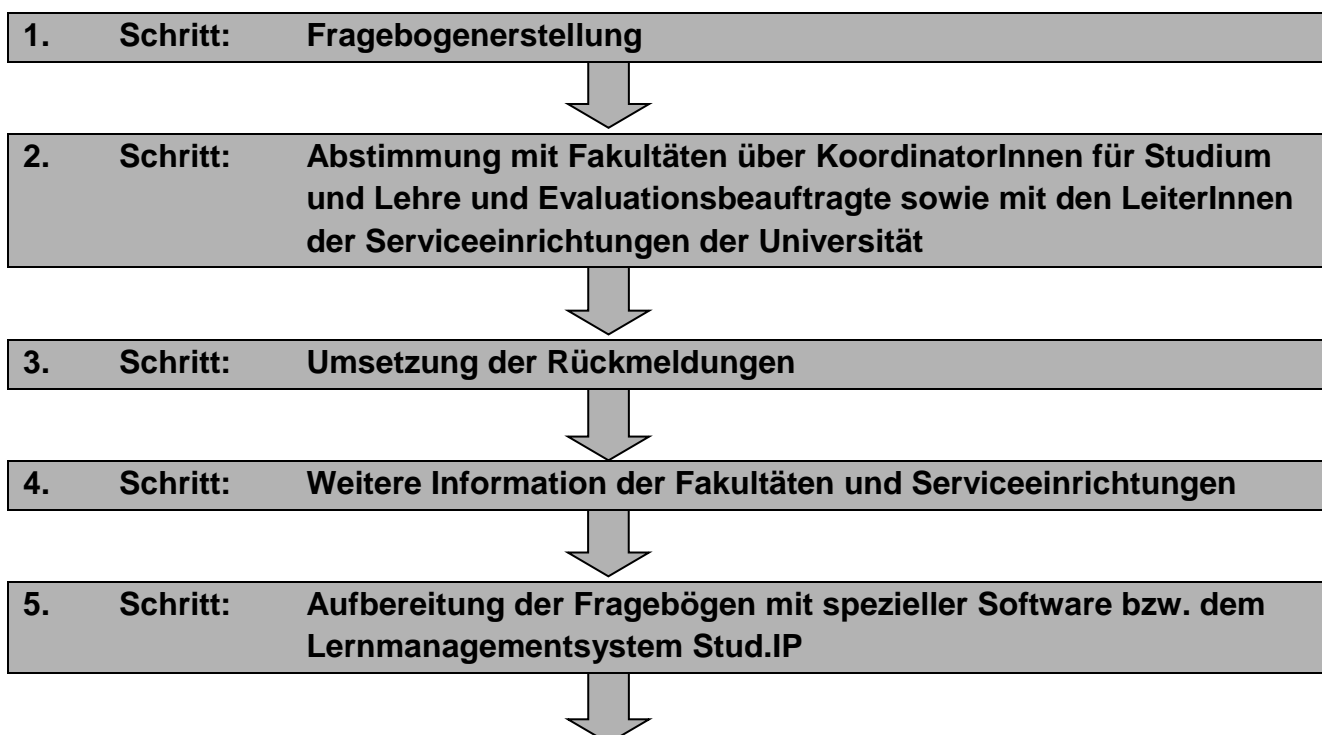 1. Schritt: Fragebogenerstellung
2. Schritt: Abstimmung mit Fakultäten über KoordinatorInnen für Studium
und Lehre und Evaluationsbeauftragte sowie mit den LeiterInnen
der Serviceeinrichtungen der Universität
3. Schritt: Umsetzung der Rückmeldungen
4. Schritt: Weitere Information der Fakultäten und Serviceeinrichtungen
5. Schritt: Aufbereitung der Fragebögen mit spezieller Software bzw. dem
Lernmanagementsystem Stud.IP